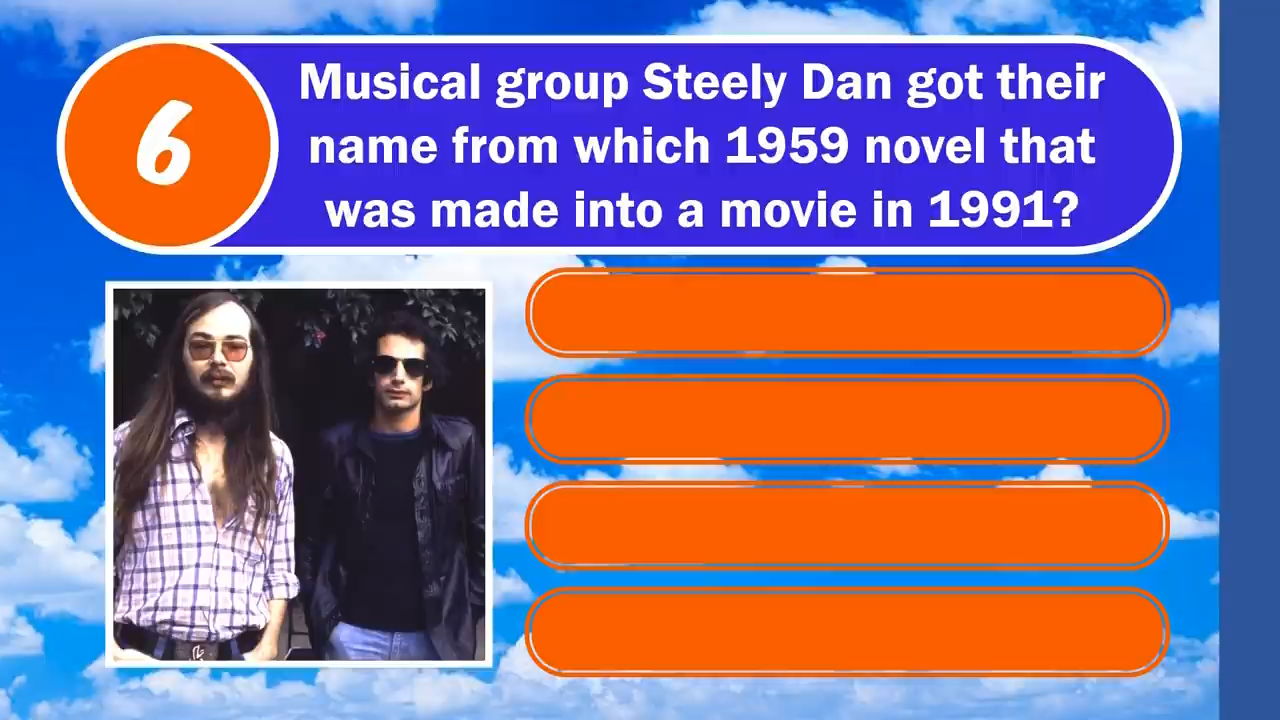 6
Musical group Steely Dan got their
name from which 1959 novel that
was made into a movie in 1991?